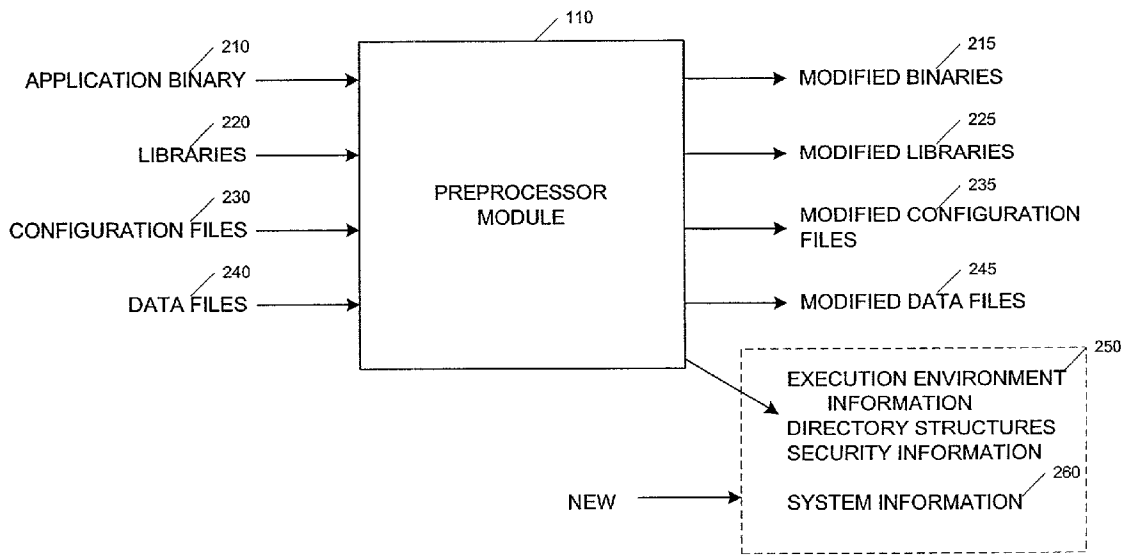 110
210
APPLICATION BINARY
220
LIBRARIES
230
CONFIGURATION FILES
240
DATA FILES
PREPROCESSOR
MODULE
215
MODIFIED BINARIES
225
MODIFIED LIBRARIES
235
MODIFIED CONFIGURATION
FILES
245
MODIFIED DATA FILES
250
EXECUTION ENVIRONMENT
INFORMATION
DIRECTORY STRUCTURES
SECURITY INFORMATION
260
NEW
SYSTEM INFORMATION